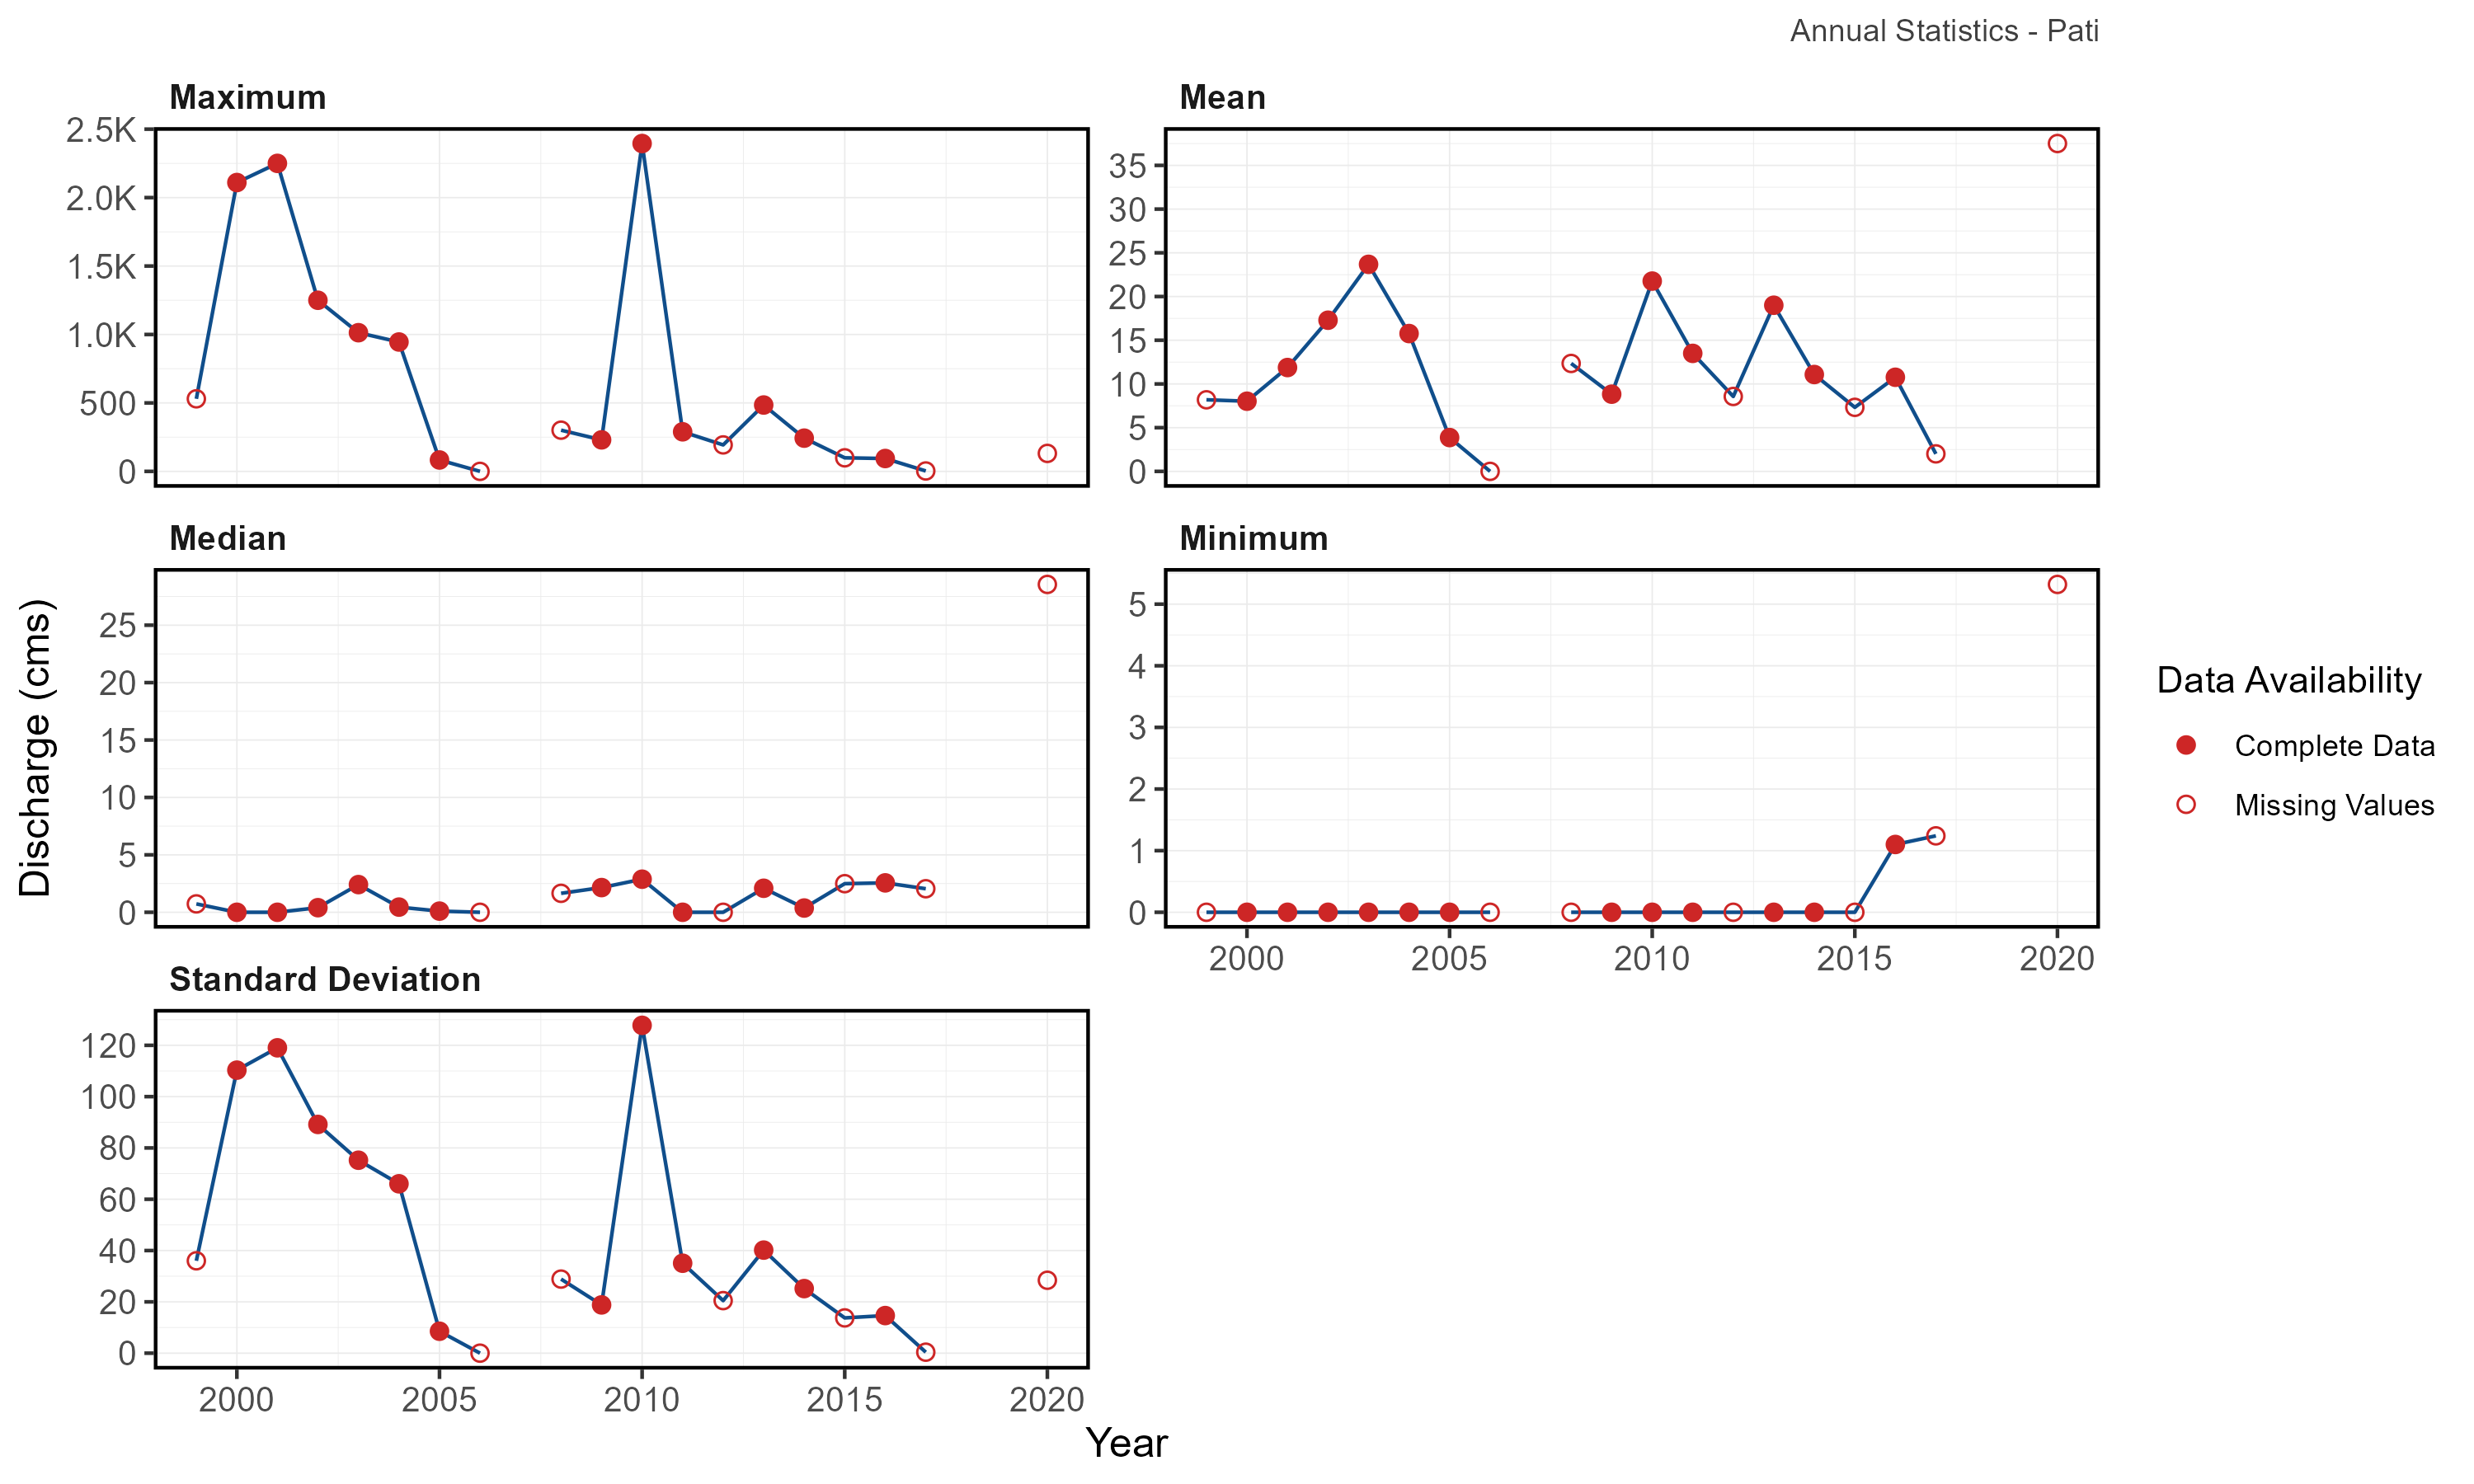 Annual Statistics - Pati
Maximum
2.5K
2.0K
1.5K
1.0K
500
0
Mean
35
30
25
20
15
10
5
0
Median
25
20
15
10
5
0
Minimum
5
4
3
2
1
0
2000 2005 2010 2015 2020
Standard Deviation
120
100
80
60
40
20
0
2000 2005 2010 2015 2020
Year
Discharge (cms)
Data Availability
Complete Data
Missing Values